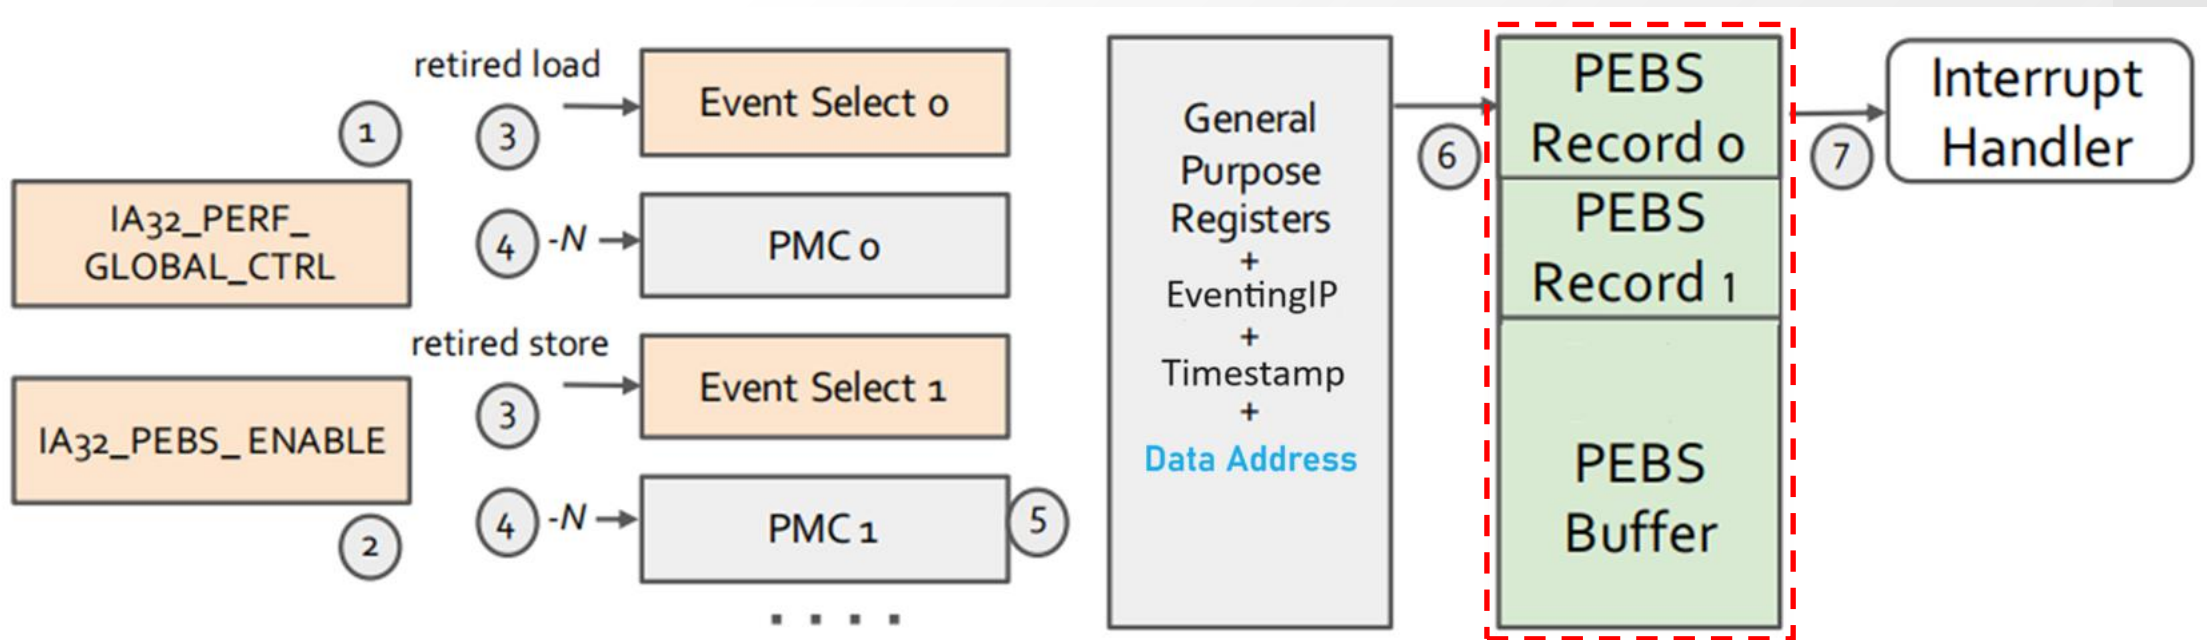 1
IA32_PERF_
GLOBAL_CTRL
IA32_PEBS_ENABLE
2
retired load
3
Event Select 0
4 -N
PMC 0
retired store
3
Event Select 1
4 -N
PMC 1
5
. . . .
General
Purpose
Registers
+
EventingIP
+
Timestamp
+
Data Address
6
PEBS
Record 0
PEBS
Record 1
PEBS
Buffer
7
Interrupt
Handler